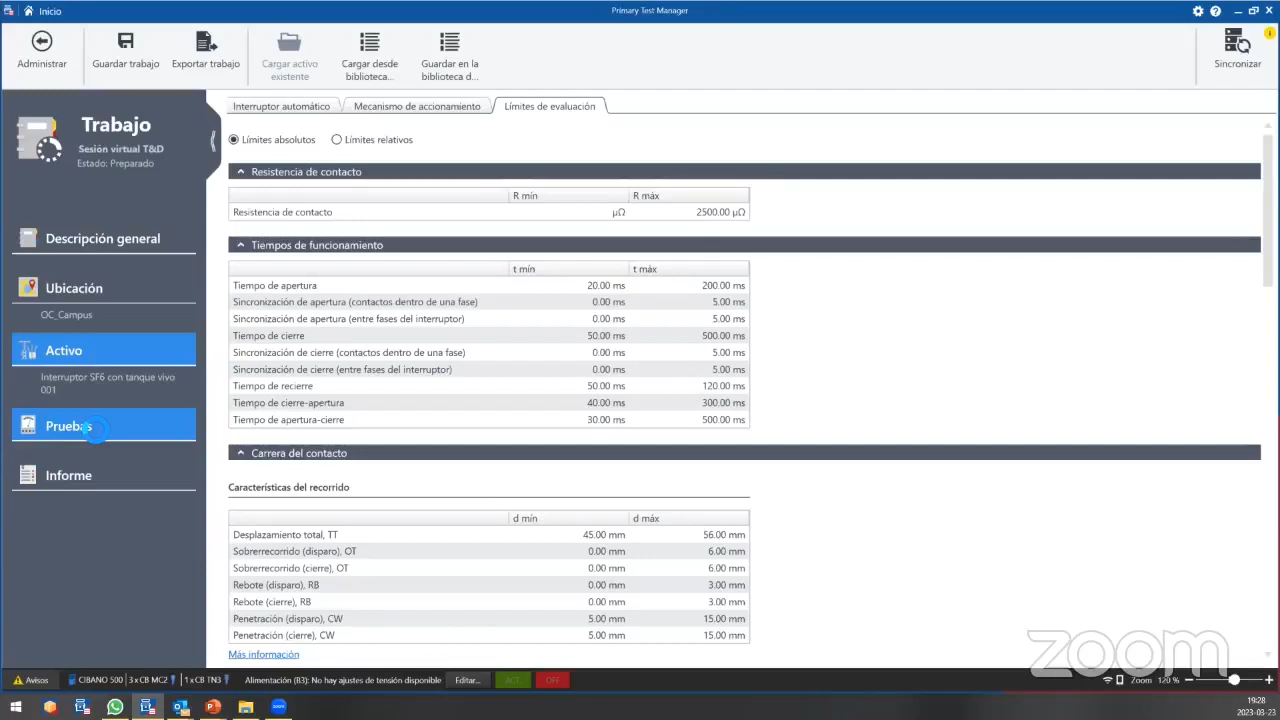 Inicio
Primary Test Manager
Administrar
Guardar trabajo
Exportar trabajo
Cargar activo
existente
Cargar desde
biblioteca...
Guardar en la
biblioteca d...
Sincronizar
Trabajo
Sesión virtual T&D
Estado: Preparado
Descripción general
Ubicación
OC_Campus
Activo
Interruptor SF6 con tanque vivo
001
Pruebas
Informe
Interruptor automático
Mecanismo de accionamiento
Límites de evaluación
Límites absolutos
Límites relativos
Resistencia de contacto
R mín R máx
Resistencia de contacto µΩ 2500.00 µΩ
Tiempos de funcionamiento
t mín t máx
Tiempo de apertura 20.00 ms 200.00 ms
Sincronización de apertura (contactos dentro de una fase) 0.00 ms 5.00 ms
Sincronización de apertura (entre fases del interruptor) 0.00 ms 5.00 ms
Tiempo de cierre 50.00 ms 500.00 ms
Sincronización de cierre (contactos dentro de una fase) 0.00 ms 5.00 ms
Sincronización de cierre (entre fases del interruptor) 0.00 ms 5.00 ms
Tiempo de recierre 50.00 ms 120.00 ms
Tiempo de cierre-apertura 40.00 ms 300.00 ms
Tiempo de apertura-cierre 30.00 ms 500.00 ms
Carrera del contacto
Características del recorrido
d mín d máx
Desplazamiento total, TT 45.00 mm 56.00 mm
Sobrerrecorrido (disparo), OT 0.00 mm 6.00 mm
Sobrerrecorrido (cierre), OT 0.00 mm 6.00 mm
Rebote (disparo), RB 0.00 mm 3.00 mm
Rebote (cierre), RB 0.00 mm 3.00 mm
Penetración (disparo), CW 5.00 mm 15.00 mm
Penetración (cierre), CW 5.00 mm 15.00 mm
Más información
zoom
Avisos
CIBANO 500
3 x CB MC2
1 x CB TN3
Alimentación (B3): No hay ajustes de tensión disponible
Editar...
ACT.
OFF
Zoom 120 %
19:28
2023-03-23